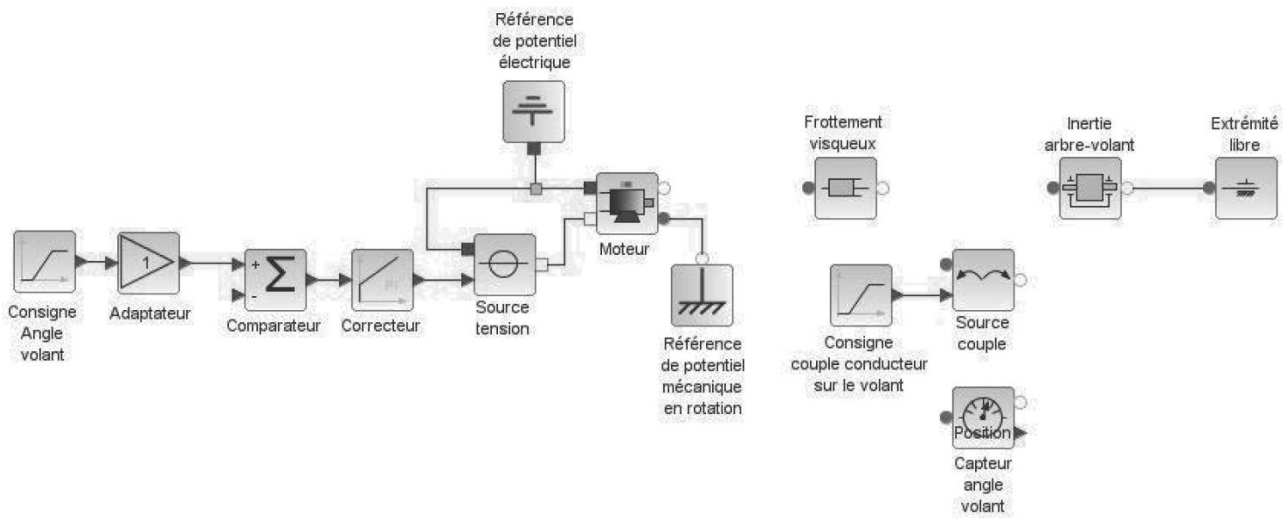 Référence
de potentiel
électrique
Frottement
visqueux
Inertie
arbre-volant
Extrémité
libre
Moteur
1
+
Σ
-
PI
Consigne
Angle
volant
Adaptateur
Comparateur
Correcteur
Source
tension
Référence
de potentiel
mécanique
en rotation
Consigne
couple conducteur
sur le volant
Source
couple
Position
Capteur
angle
volant